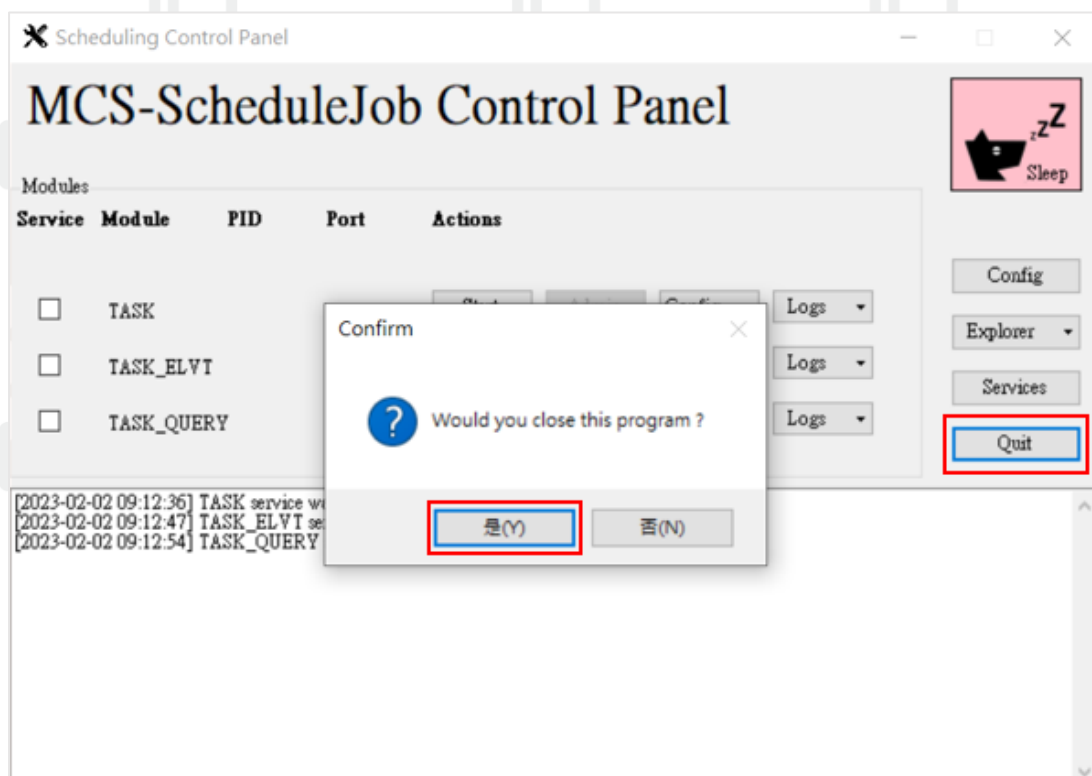 Scheduling Control Panel
MCS-ScheduleJob Control Panel
zzZ
Sleep
Modules
Service Module PID Port Actions
TASK Logs
TASK_ELVT Logs
TASK_QUERY Logs
Config
Explorer
Services
Quit
Confirm
Would you close this program ?
是(Y) 否(N)
[2023-02-02 09:12:36] TASK service
[2023-02-02 09:12:47] TASK_ELVT
[2023-02-02 09:12:54] TASK_QUERY